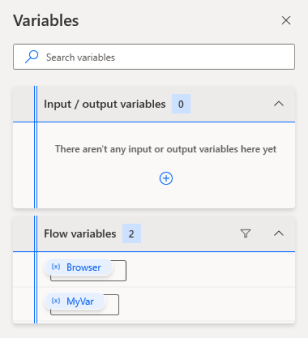 Variables
Search variables
Input / output variables 0
There aren't any input or output variables here yet
Flow variables 2
{x} Browser
{x} MyVar